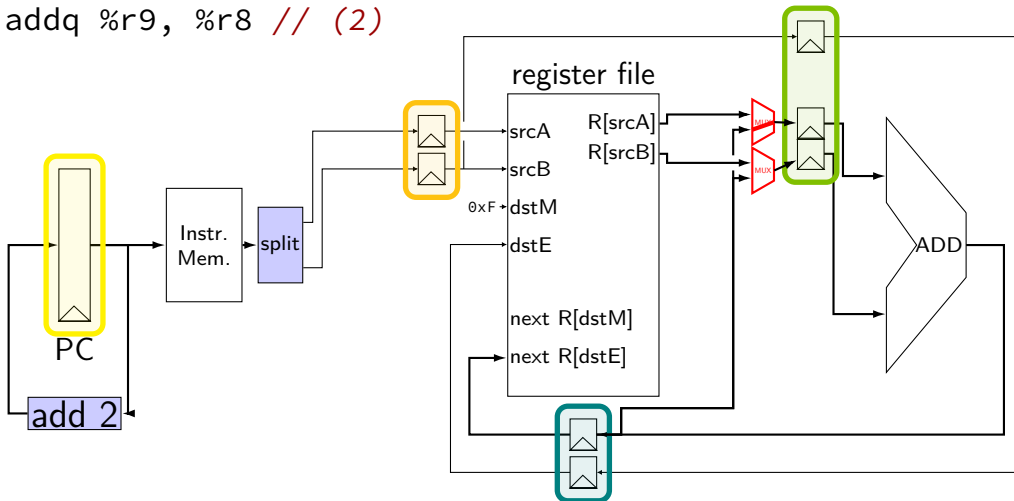 addq %r9, %r8 // (2)
register file
srcA
srcB
0xF
dstM
dstE
next R[dstM]
next R[dstE]
R[srcA]
R[srcB]
MUX
MUX
Instr.
Mem.
split
PC
add 2
ADD